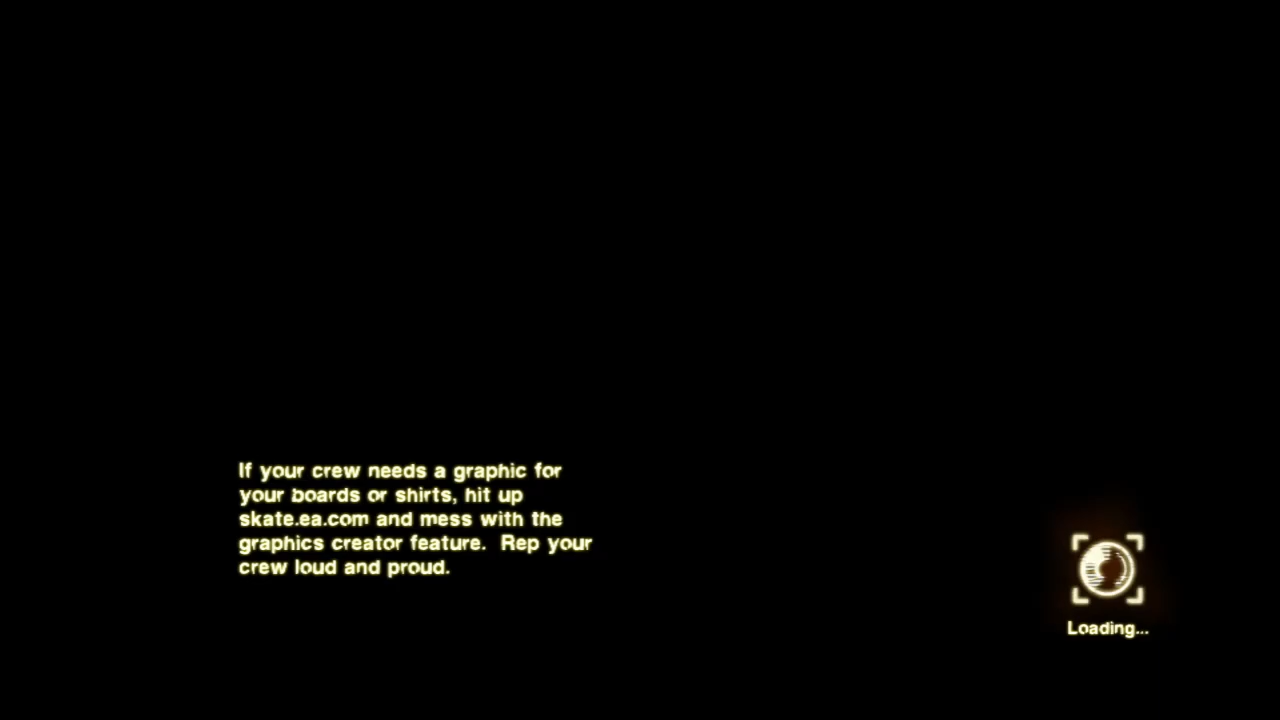 If your crew needs a graphic for
your boards or shirts, hit up
skate.ea.com and mess with the
graphics creator feature.  Rep your
crew loud and proud.
Loading...